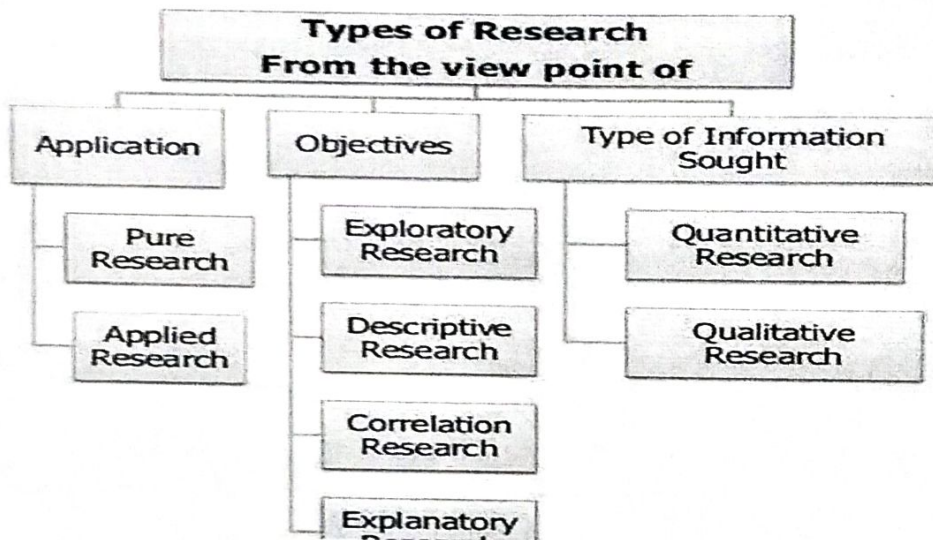 Types of Research
From the view point of
Application
Objectives
Type of Information
Sought
Pure
Research
Applied
Research
Exploratory
Research
Descriptive
Research
Correlation
Research
Explanatory
Quantitative
Research
Qualitative
Research